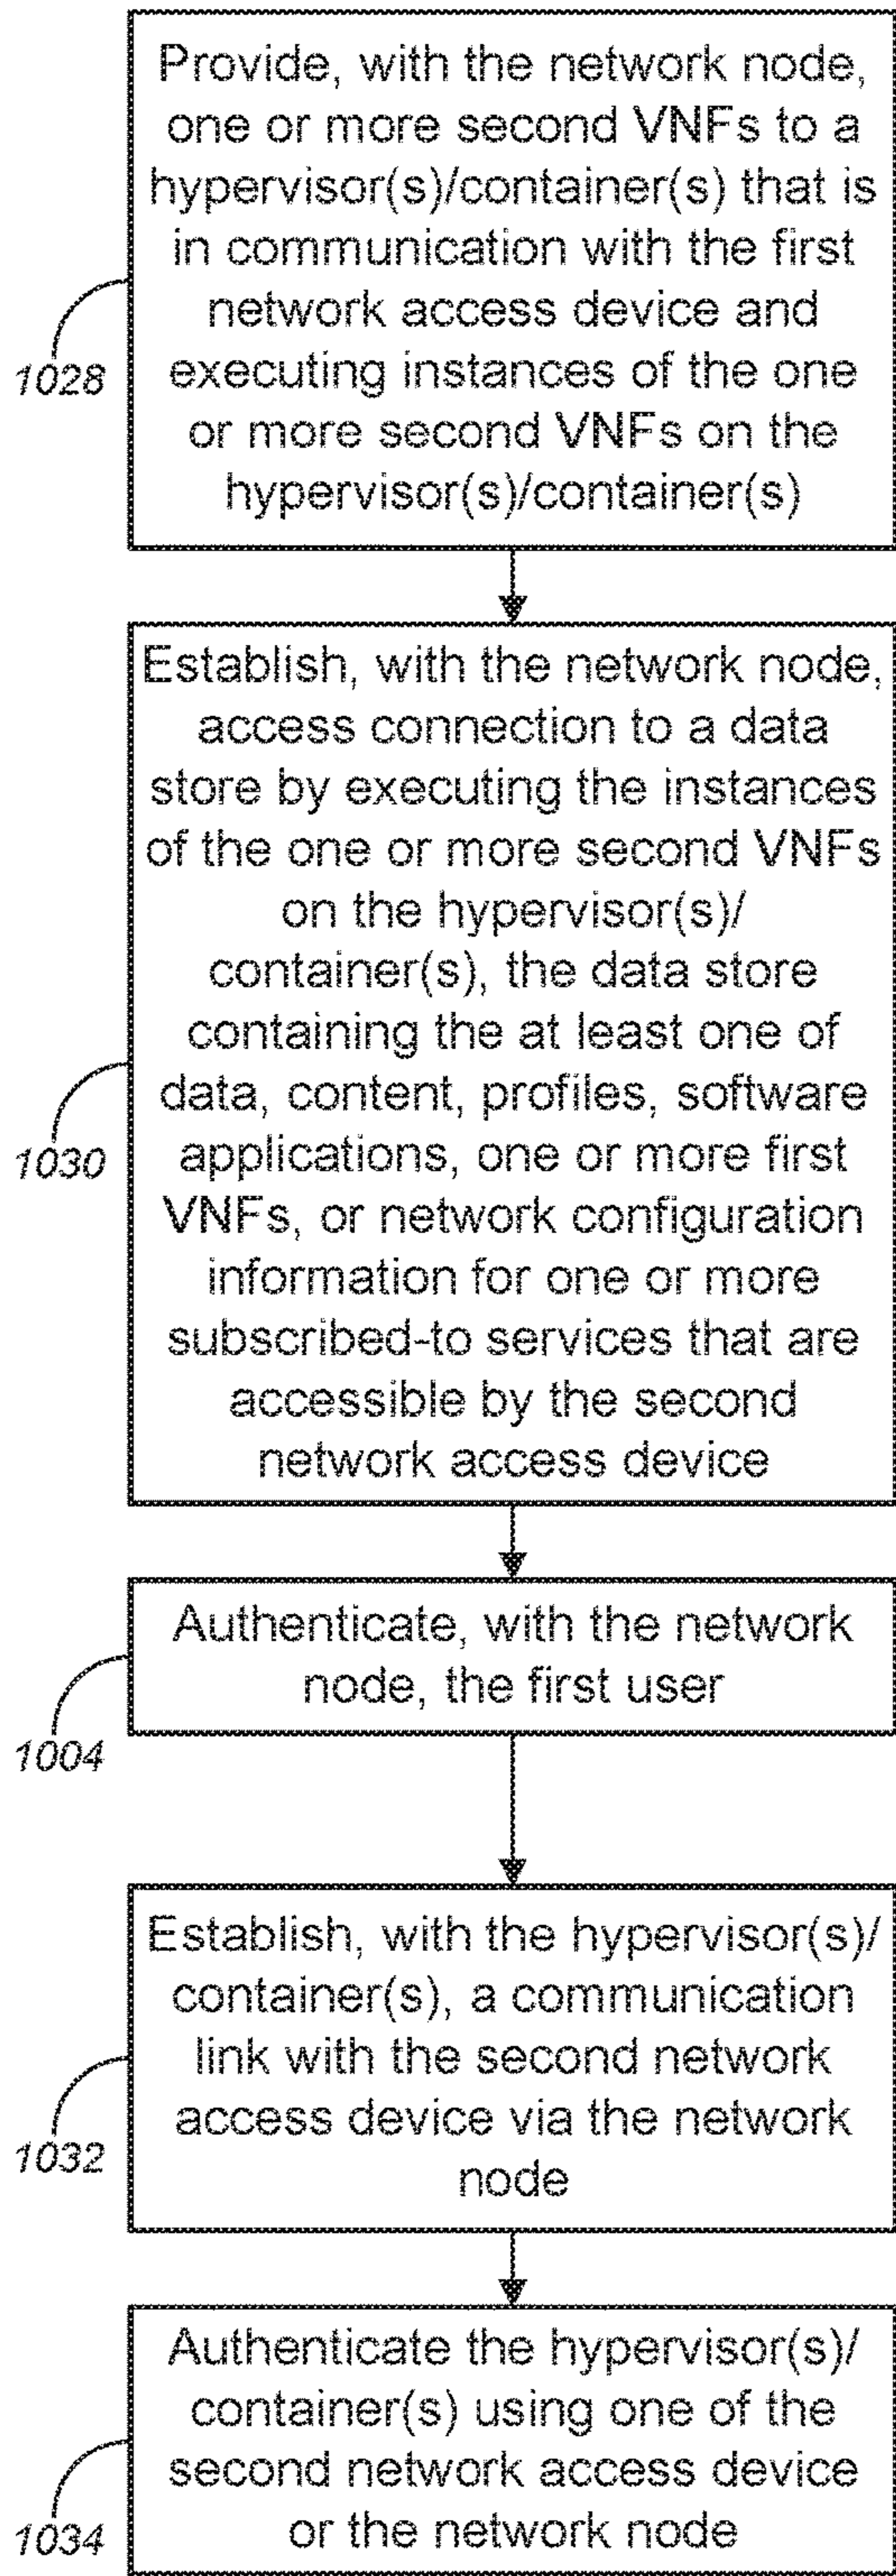 Provide, with the network node,
one or more second VNFs to a
hypervisor(s)/container(s) that is
in communication with the first
network access device and
executing instances of the one
or more second VNFs on the
hypervisor(s)/container(s)
1028
Establish, with the network node,
access connection to a data
store by executing the instances
of the one or more second VNFs
on the hypervisor(s)/
container(s), the data store
containing the at least one of
data, content, profiles, software
applications, one or more first
VNFs, or network configuration
information for one or more
subscribed-to services that are
accessible by the second
network access device
1030
Authenticate, with the network
node, the first user
1004
Establish, with the hypervisor(s)/
container(s), a communication
link with the second network
access device via the network
node
1032
Authenticate the hypervisor(s)/
container(s) using one of the
second network access device
or the network node
1034